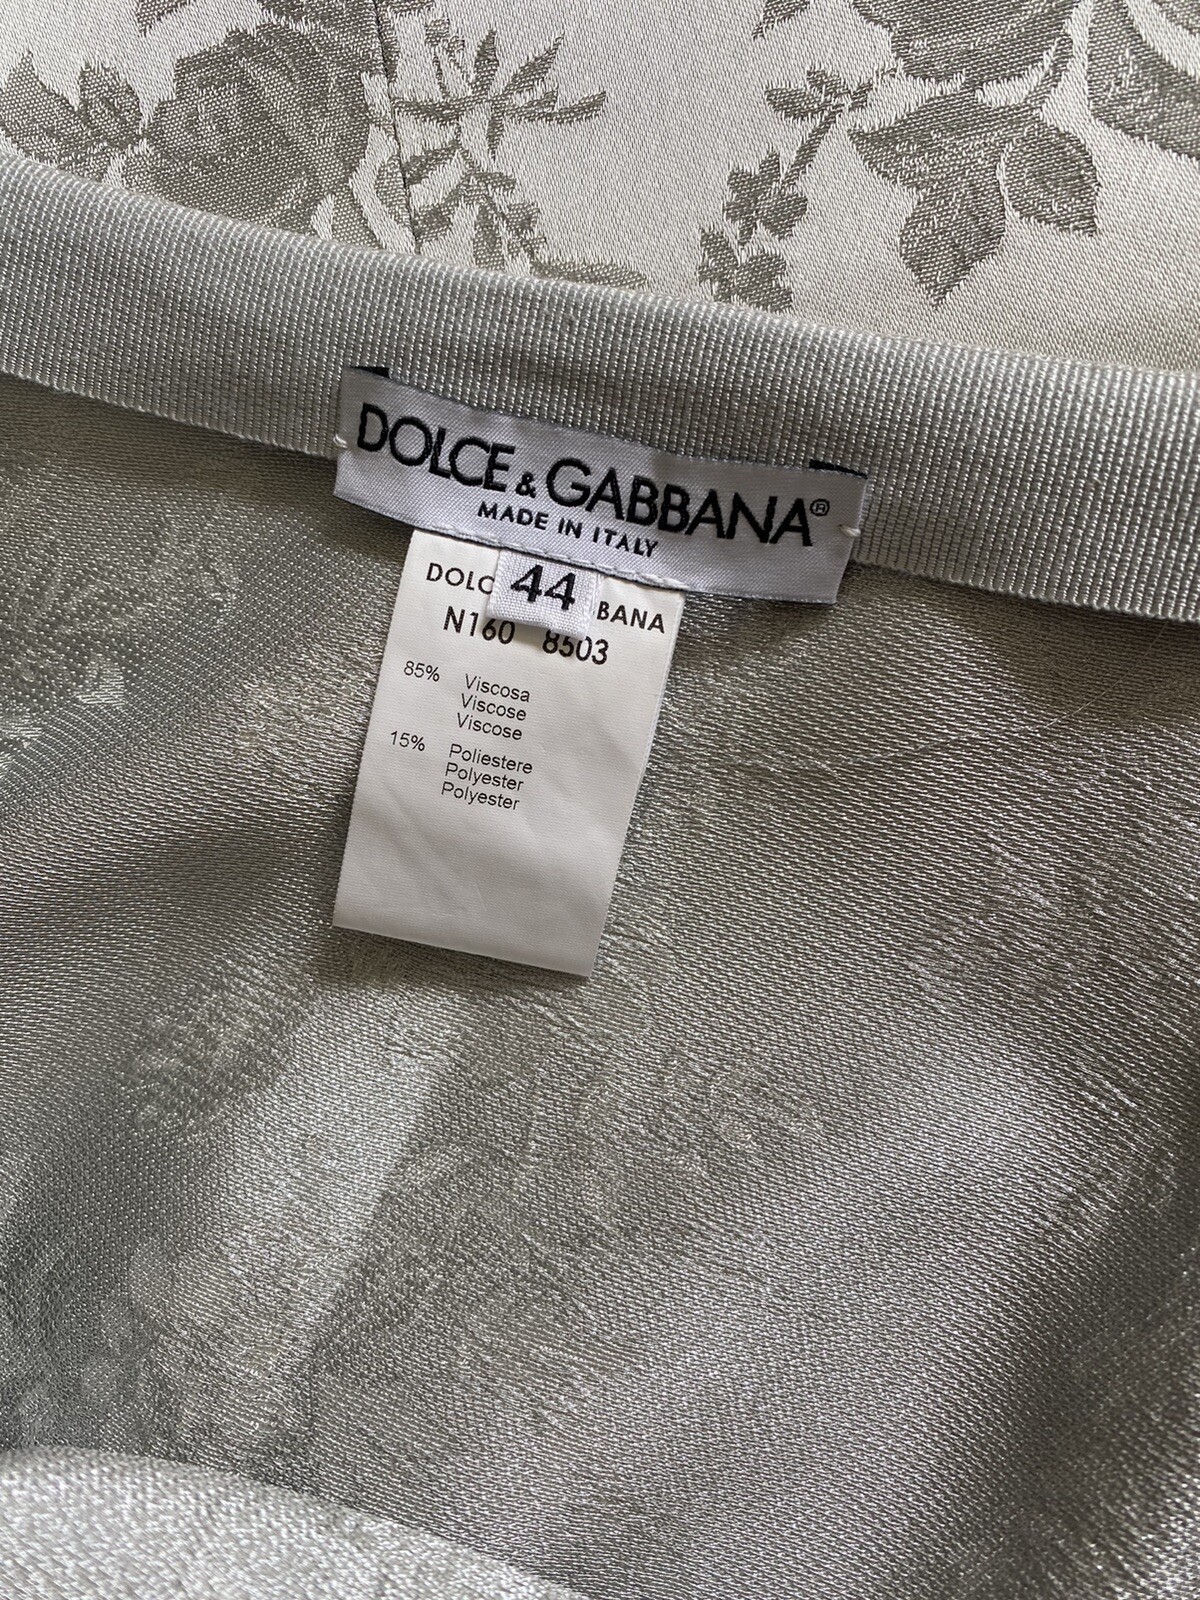 DOLCE & GABBANA®
MADE IN ITALY
44
DOLC BANA
N160 8503
85% Viscosa
Viscose
Viscose
15% Poliestere
Polyester
Polyester